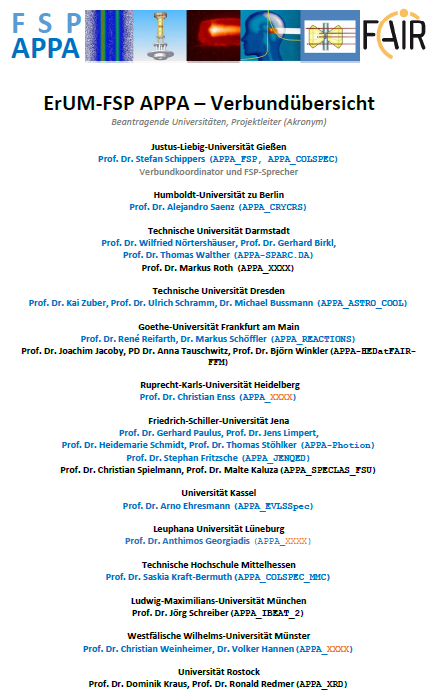 F S P
APPA
FAIR
ErUM-FSP APPA – Verbundübersicht
Beantragende Universitäten, Projektleiter (Akronym)
Justus-Liebig-Universität Gießen
Prof. Dr. Stefan Schippers (APPA_FSP, APPA_COLSPEC)
Verbundkoordinator und FSP-Sprecher
Humboldt-Universität zu Berlin
Prof. Dr. Alejandro Saenz (APPA_CRYCRS)
Technische Universität Darmstadt
Prof. Dr. Wilfried Nörtershäuser, Prof. Dr. Gerhard Birkl,
Prof. Dr. Thomas Walther (APPA-SPARC.DA)
Prof. Dr. Markus Roth (APPA_XXXX)
Technische Universität Dresden
Prof. Dr. Kai Zuber, Prof. Dr. Ulrich Schramm, Dr. Michael Bussmann (APPA_ASTRO_COOL)
Goethe-Universität Frankfurt am Main
Prof. Dr. René Reifarth, Dr. Markus Schöffler (APPA_REACTIONS)
Prof. Dr. Joachim Jacoby, PD Dr. Anna Tauschwitz, Prof. Dr. Björn Winkler (APPA-HEDatFAIR-
FFM)
Ruprecht-Karls-Universität Heidelberg
Prof. Dr. Christian Enss (APPA_XXXX)
Friedrich-Schiller-Universität Jena
Prof. Dr. Gerhard Paulus, Prof. Dr. Jens Limpert,
Prof. Dr. Heidemarie Schmidt, Prof. Dr. Thomas Stöhlker (APPA-Photion)
Prof. Dr. Stephan Fritzsche (APPA_JENQED)
Prof. Dr. Christian Spielmann, Prof. Dr. Malte Kaluza (APPA_SPECLAS_FSU)
Universität Kassel
Prof. Dr. Arno Ehresmann (APPA_EVLSSpec)
Leuphana Universität Lüneburg
Prof. Dr. Anthimos Georgiadis (APPA_XXXX)
Technische Hochschule Mittelhessen
Prof. Dr. Saskia Kraft-Bermuth (APPA_COLSPEC_MMC)
Ludwig-Maximilians-Universität München
Prof. Dr. Jörg Schreiber (APPA_IBEAT_2)
Westfälische Wilhelms-Universität Münster
Prof. Dr. Christian Weinheimer, Dr. Volker Hannen (APPA_XXXX)
Universität Rostock
Prof. Dr. Dominik Kraus, Prof. Dr. Ronald Redmer (APPA_XRD)